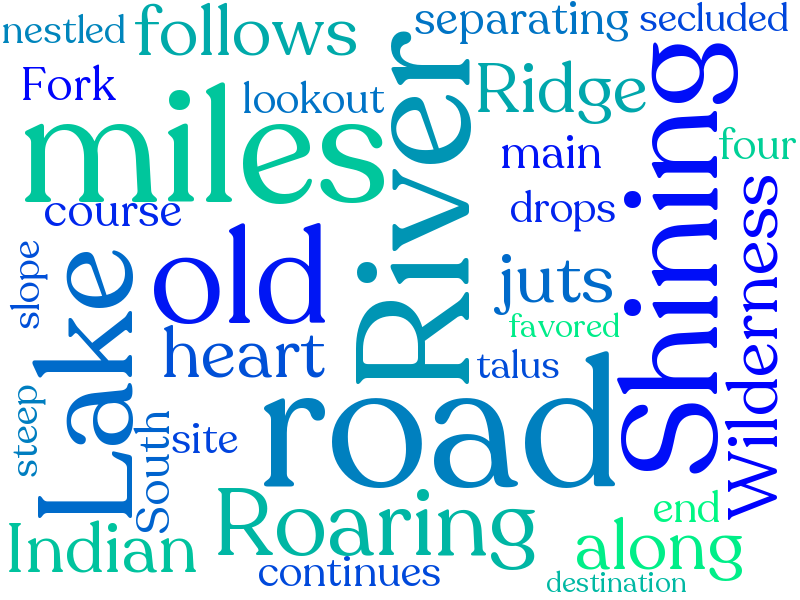 nestled
follows
separating
secluded
Fork
lookout
River
Ridge
Shining
miles
main
four
course
drops
Wilderness
slope
Lake
old
juts
favored
heart
talus
steep
South
site
road
Roaring
end
Indian
along
continues
destination